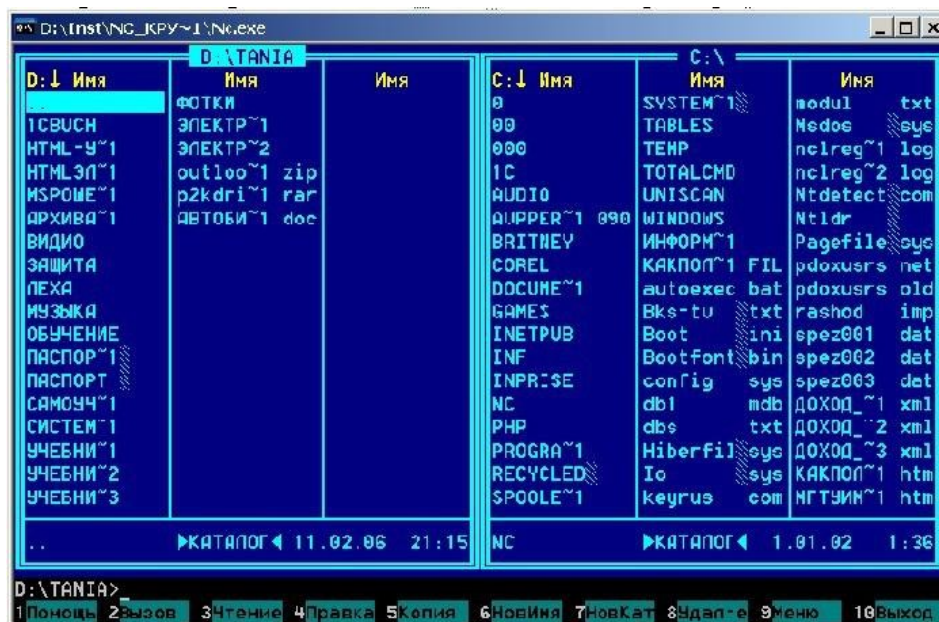 D:\Inst\NC_КРУ~1\Nc.exe
D:\TANIA
C:\
D:↓ Имя Имя Имя
C:↓ Имя Имя Имя
.. ФОТКИ
1CBUCH ЭЛЕКТР~1
HTML-У~1 ЭЛЕКТР~2
HTMLЭЛ~1 outloo~1 zip
MSPOWE~1 p2kdri~1 rar
АРХИВА~1 АВТОБИ~1 doc
ВИДИО
ЗАЩИТА
ЛЕХА
МУЗЫКА
ОБУЧЕНИЕ
ПАСПОР~1
ПАСПОРТ
САМОУЧ~1
СИСТЕМ~1
УЧЕБНИ~1
УЧЕБНИ~2
УЧЕБНИ~3
0 SYSTEM~1 modul txt
00 TABLES Msdos sys
000 TEMP nclreg~1 log
1C TOTALCMD nclreg~2 log
AUDIO UNISCAN Ntdetect com
AUPPER~1 090 WINDOWS Ntldr
BRITNEY ИНФОРМ~1 Pagefile sys
COREL КАКПОЛ~1 FIL pdoxusrs net
DOCUME~1 autoexec bat pdoxusrs old
GAMES Bks-tu txt rashod imp
INETPUB Boot ini spez001 dat
INF Bootfont bin spez002 dat
INPRISE config sys spez003 dat
NC db1 mdb ДОХОД_~1 xml
PHP dbs txt ДОХОД_~2 xml
PROGRA~1 Hiberfil sys ДОХОД_~3 xml
RECYCLED Io sys КАКПОЛ~1 htm
SPOOLE~1 keyrus com МГТУИМ~1 htm
.. ►КАТАЛОГ◄ 11.02.06 21:15
NC ►КАТАЛОГ◄ 1.01.02 1:36
D:\TANIA>_
1Помощь 2Вызов 3Чтение 4Правка 5Копия 6НовИмя 7НовКат 8Удал-е 9Меню 10Выход